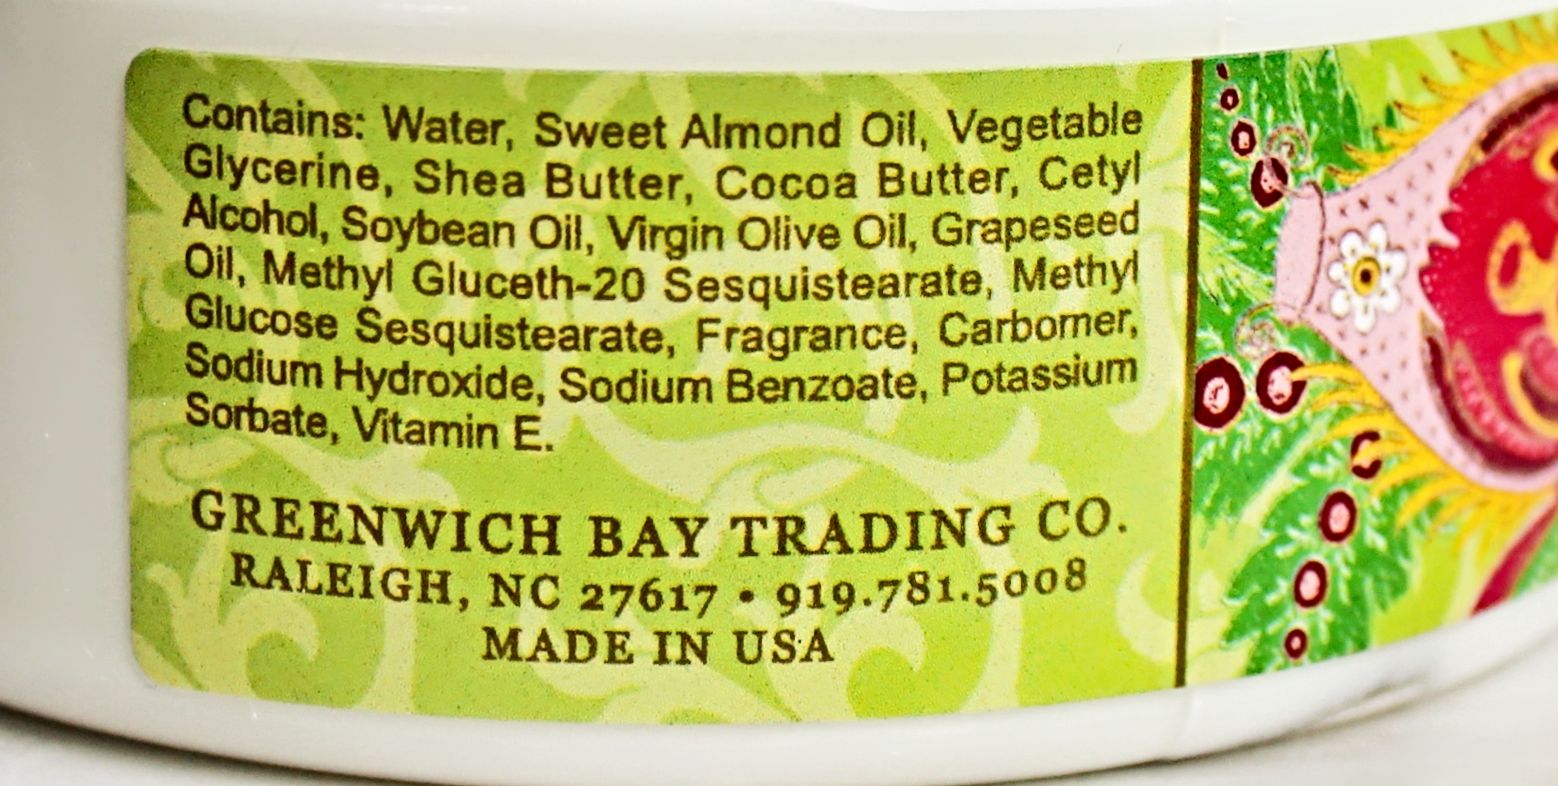 Contains: Water, Sweet Almond Oil, Vegetable
Glycerine, Shea Butter, Cocoa Butter, Cetyl
Alcohol, Soybean Oil, Virgin Olive Oil, Grapeseed
Oil, Methyl Gluceth-20 Sesquistearate, Methyl
Glucose Sesquistearate, Fragrance, Carbomer,
Sodium Hydroxide, Sodium Benzoate, Potassium
Sorbate, Vitamin E.
GREENWICH BAY TRADING CO.
RALEIGH, NC 27617 • 919.781.5008
MADE IN USA